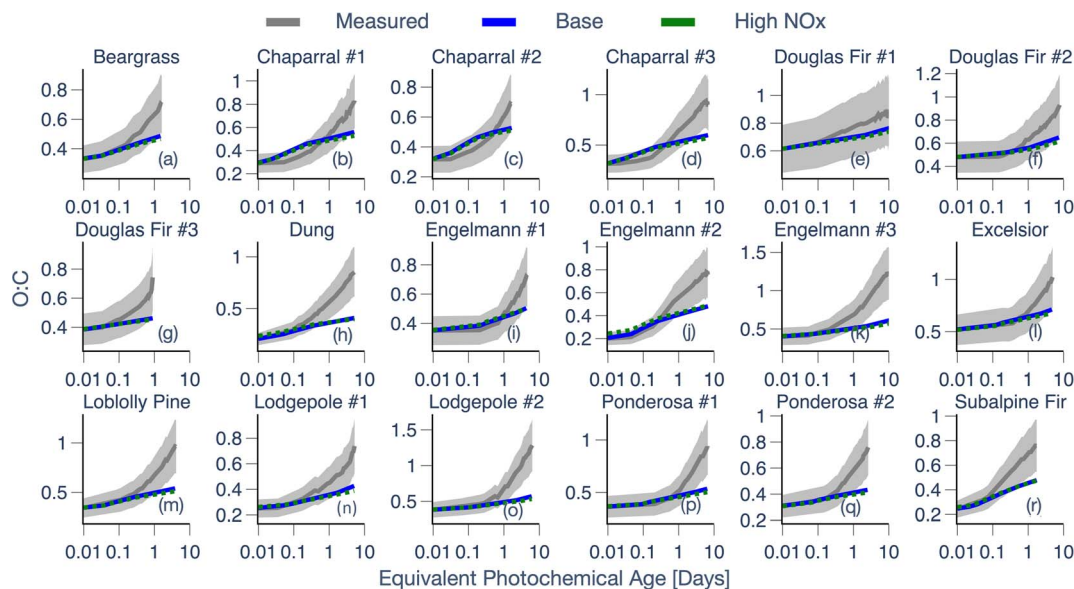 Measured Base High NOx
Beargrass Chaparral #1 Chaparral #2 Chaparral #3 Douglas Fir #1 Douglas Fir #2
0.8 0.6 0.4
(a)
1 0.8 0.6 0.4 0.2
(b)
0.8 0.6 0.4 0.2
(c)
1 0.5
(d)
1 0.8 0.6
(e)
1.2 1 0.8 0.6 0.4
(f)
0.01 0.1 1 10 0.01 0.1 1 10 0.01 0.1 1 10 0.01 0.1 1 10 0.01 0.1 1 10 0.01 0.1 1 10
Douglas Fir #3 Dung Engelmann #1 Engelmann #2 Engelmann #3 Excelsior
O:C
0.8 0.6 0.4
(g)
1 0.5
(h)
0.8 0.6 0.4
(i)
1 0.8 0.6 0.4 0.2
(j)
1.5 1 0.5
(k)
1 0.5
(l)
0.01 0.1 1 10 0.01 0.1 1 10 0.01 0.1 1 10 0.01 0.1 1 10 0.01 0.1 1 10 0.01 0.1 1 10
Loblolly Pine Lodgepole #1 Lodgepole #2 Ponderosa #1 Ponderosa #2 Subalpine Fir
1 0.5
(m)
0.8 0.6 0.4 0.2
(n)
1.5 1 0.5
(o)
1 0.5
(p)
1 0.8 0.6 0.4 0.2
(q)
0.8 0.6 0.4 0.2
(r)
0.01 0.1 1 10 0.01 0.1 1 10 0.01 0.1 1 10 0.01 0.1 1 10 0.01 0.1 1 10 0.01 0.1 1 10
Equivalent Photochemical Age [Days]